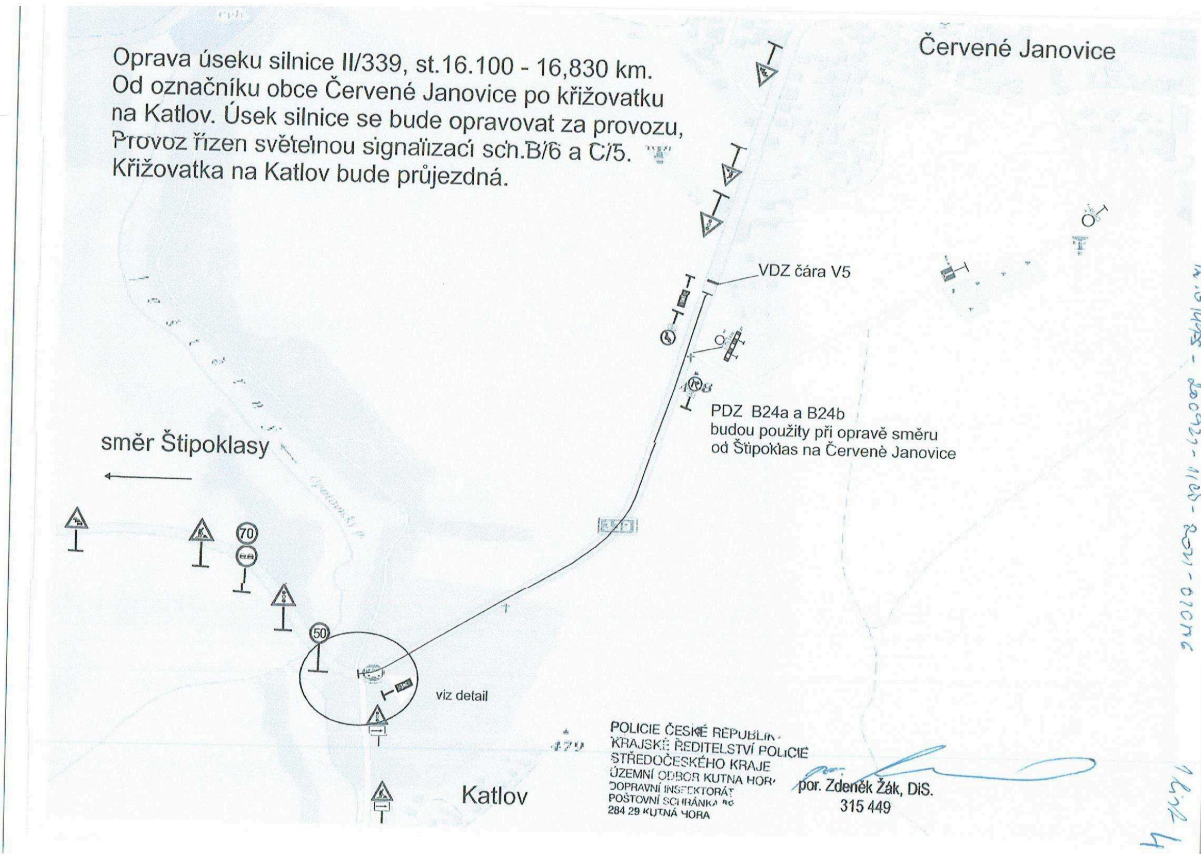 Oprava úseku silnice II/339, st.16.100 - 16,830 km.
Od označníku obce Červené Janovice po křižovatku
na Katlov. Úsek silnice se bude opravovat za provozu,
Provoz řízen světelnou signalizací sch.B/6 a C/5.
Křižovatka na Katlov bude průjezdná.
Červené Janovice
VDZ čára V5
PDZ B24a a B24b
budou použity při opravě směru
od Štipoklas na Červené Janovice
směr Štipoklasy
70
50
viz detail
479
Katlov
POLICIE ČESKÉ REPUBLIK
KRAJSKÉ ŘEDITELSTVÍ POLICIE
STŘEDOČESKÉHO KRAJE
ÚZEMNÍ ODBOR KUTNÁ HOR
DOPRAVNÍ INSPEKTORÁT
POŠTOVNÍ SCHRÁNKA
284 29 KUTNÁ HORA
por. Zdeněk Žák, DiS.
315 449
4